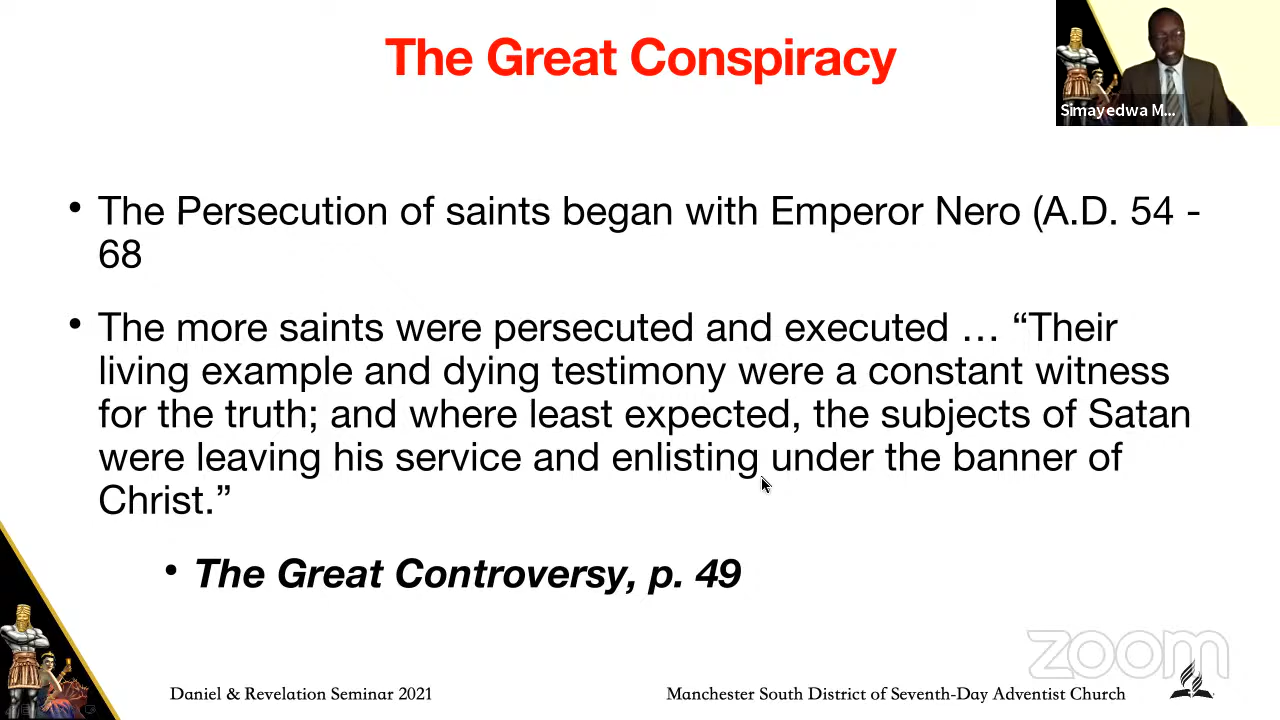 The Great Conspiracy
Simayedwa M...
• The Persecution of saints began with Emperor Nero (A.D. 54 -
68
• The more saints were persecuted and executed … “Their
living example and dying testimony were a constant witness
for the truth; and where least expected, the subjects of Satan
were leaving his service and enlisting under the banner of
Christ.”
• The Great Controversy, p. 49
zoom
Daniel & Revelation Seminar 2021
Manchester South District of Seventh-Day Adventist Church